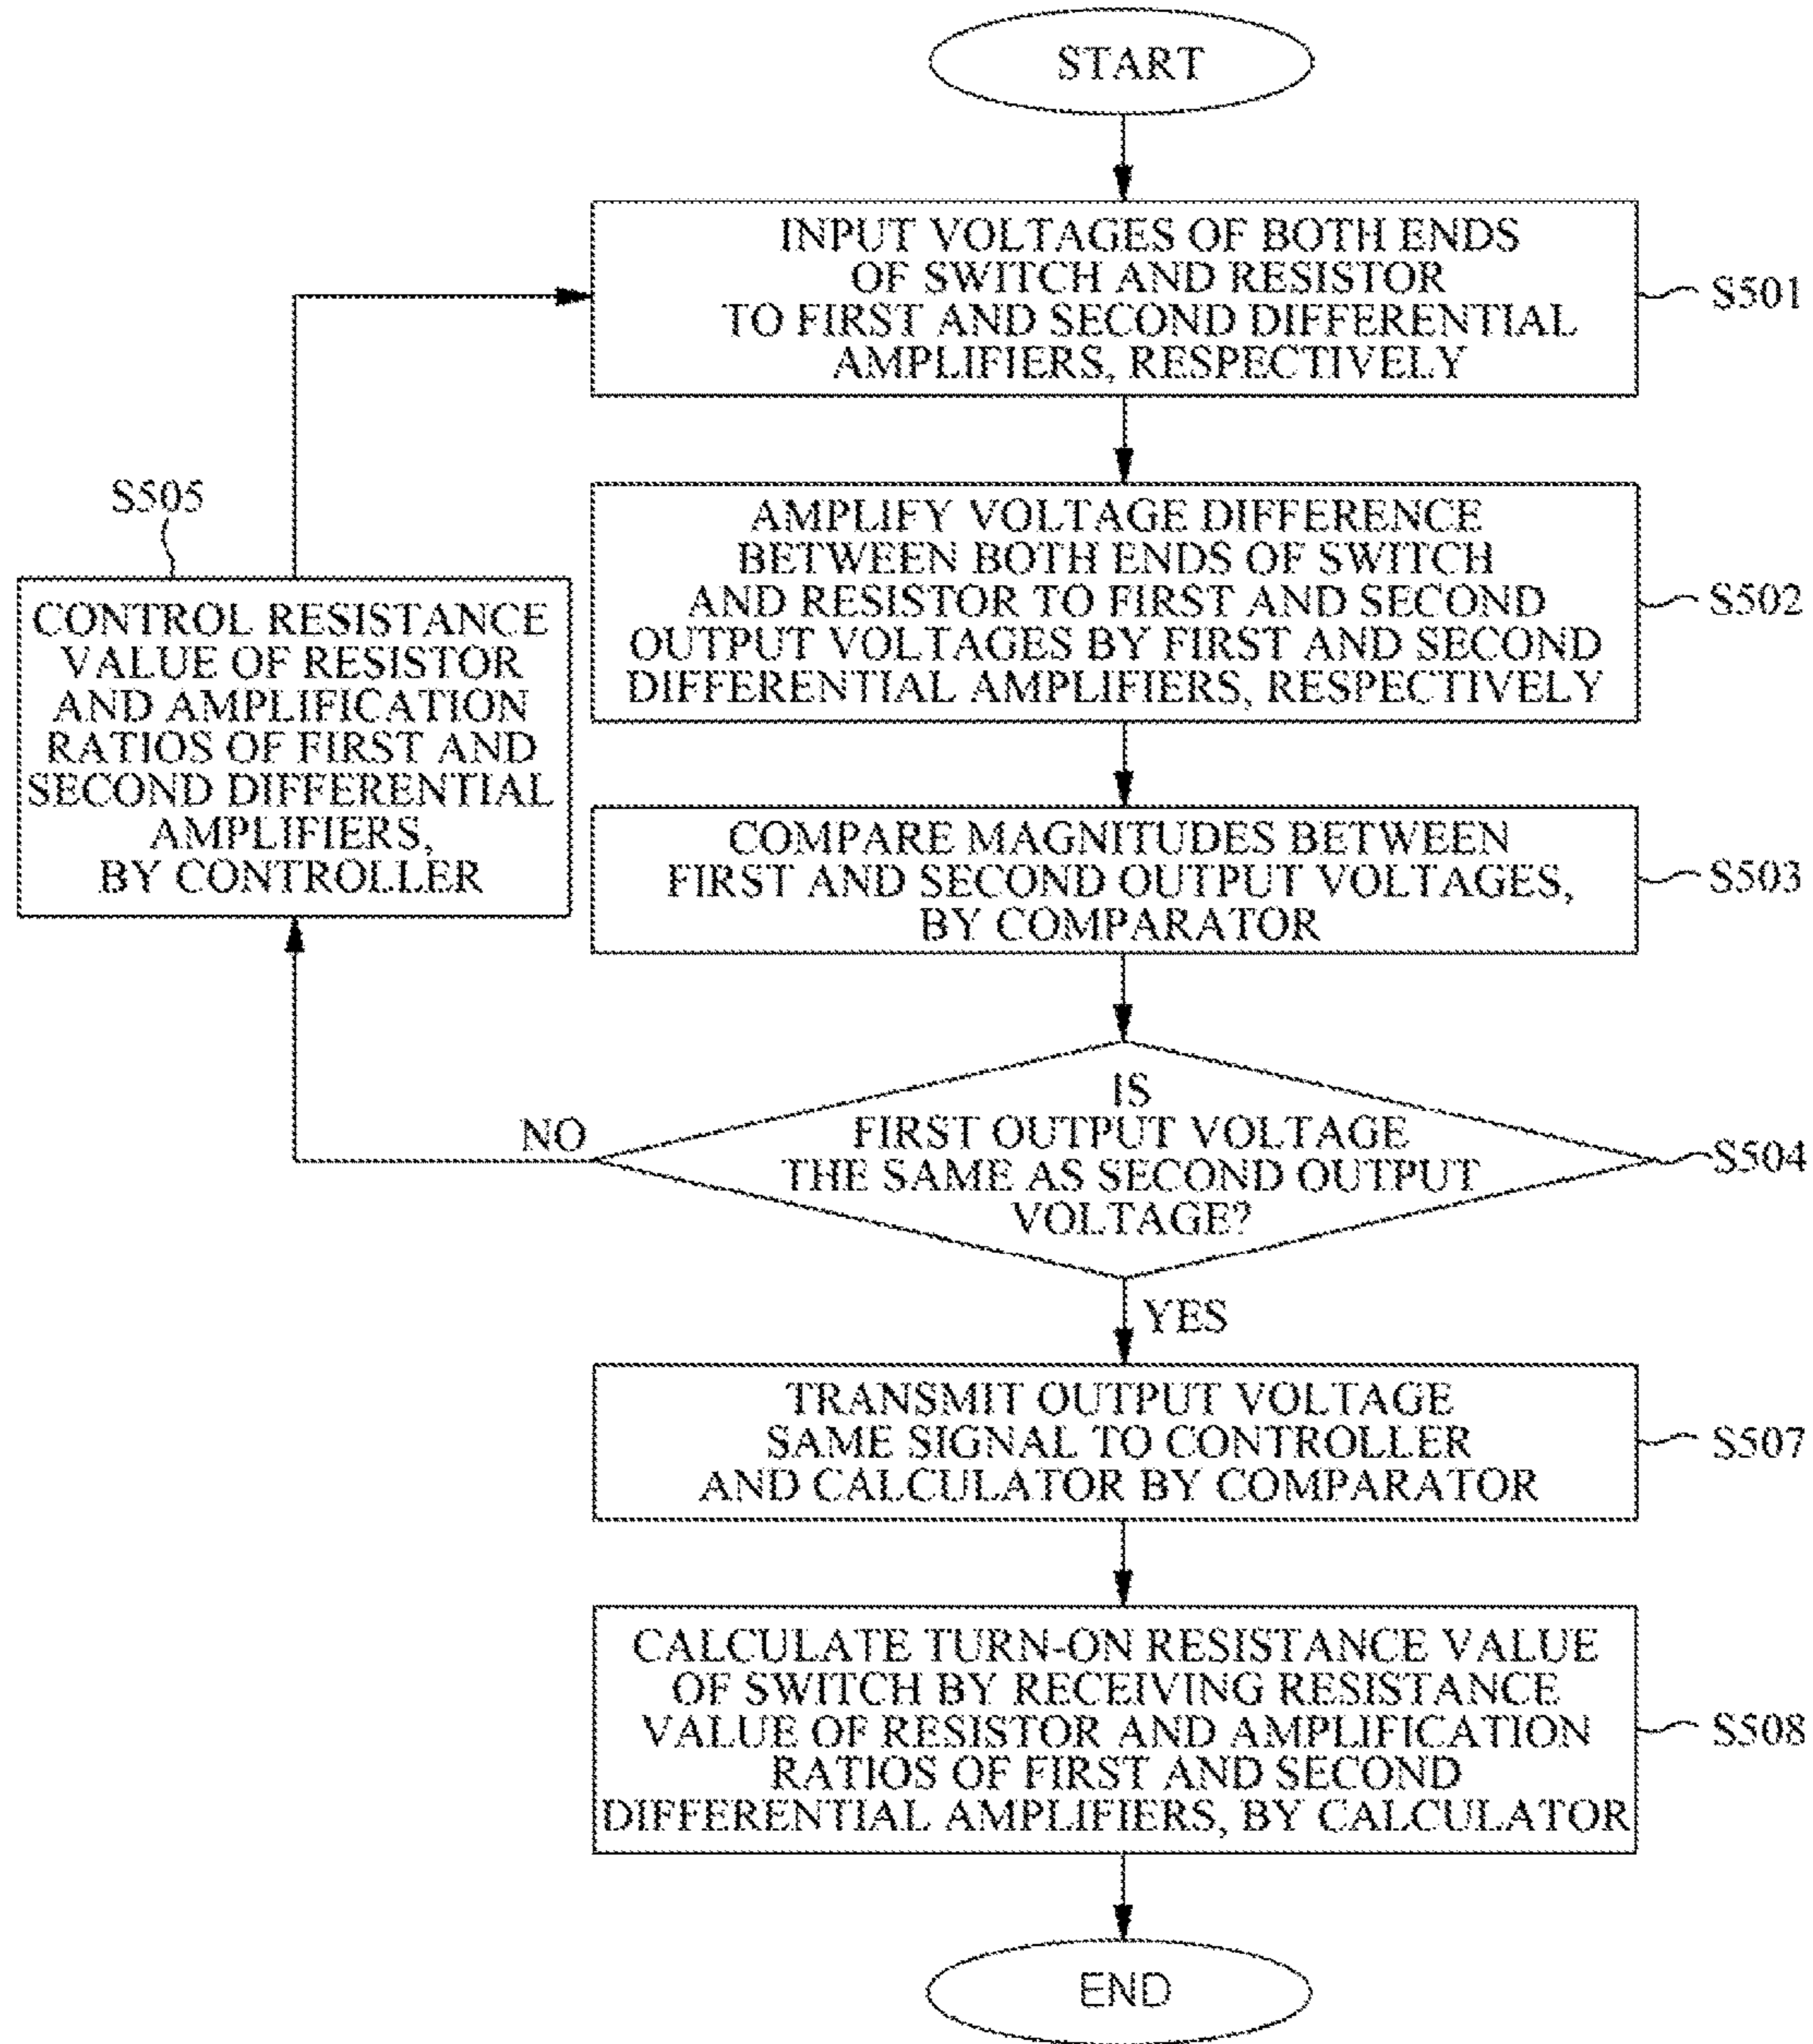 START
INPUT VOLTAGES OF BOTH ENDS
OF SWITCH AND RESISTOR
TO FIRST AND SECOND DIFFERENTIAL
AMPLIFIERS, RESPECTIVELY
S501
AMPLIFY VOLTAGE DIFFERENCE
BETWEEN BOTH ENDS OF SWITCH
AND RESISTOR TO FIRST AND SECOND
OUTPUT VOLTAGES BY FIRST AND SECOND
DIFFERENTIAL AMPLIFIERS, RESPECTIVELY
S502
S505
CONTROL RESISTANCE
VALUE OF RESISTOR
AND AMPLIFICATION
RATIOS OF FIRST AND
SECOND DIFFERENTIAL
AMPLIFIERS,
BY CONTROLLER
COMPARE MAGNITUDES BETWEEN
FIRST AND SECOND OUTPUT VOLTAGES,
BY COMPARATOR
S503
IS
FIRST OUTPUT VOLTAGE
THE SAME AS SECOND OUTPUT
VOLTAGE?
S504
NO
YES
TRANSMIT OUTPUT VOLTAGE
SAME SIGNAL TO CONTROLLER
AND CALCULATOR BY COMPARATOR
S507
CALCULATE TURN-ON RESISTANCE VALUE
OF SWITCH BY RECEIVING RESISTANCE
VALUE OF RESISTOR AND AMPLIFICATION
RATIOS OF FIRST AND SECOND
DIFFERENTIAL AMPLIFIERS, BY CALCULATOR
S508
END